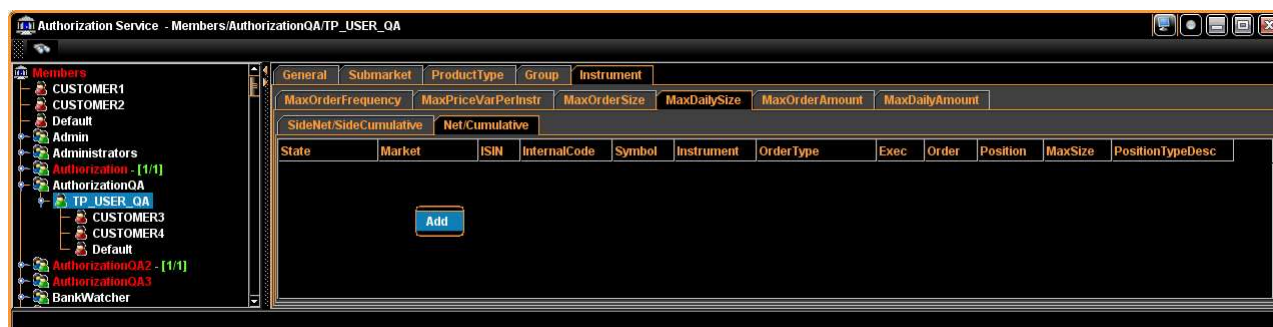 Authorization Service - Members/AuthorizationQA/TP_USER_QA
Members
CUSTOMER1
CUSTOMER2
Default
Admin
Administrators
Authorization - [1/1]
AuthorizationQA
TP_USER_QA
CUSTOMER3
CUSTOMER4
Default
AuthorizationQA2 - [1/1]
AuthorizationQA3
BankWatcher
General Submarket ProductType Group Instrument
MaxOrderFrequency MaxPriceVarPerInstr MaxOrderSize MaxDailySize MaxOrderAmount MaxDailyAmount
SideNet/SideCumulative Net/Cumulative
State Market ISIN InternalCode Symbol Instrument OrderType Exec Order Position MaxSize PositionTypeDesc
Add